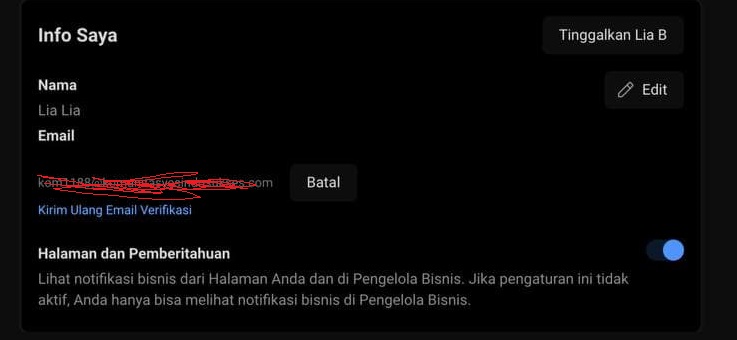 Info Saya
Tinggalkan Lia B
Nama
Edit
Lia Lia
Email
Batal
Kirim Ulang Email Verifikasi
Halaman dan Pemberitahuan
Lihat notifikasi bisnis dari Halaman Anda dan di Pengelola Bisnis. Jika pengaturan ini tidak
aktif, Anda hanya bisa melihat notifikasi bisnis di Pengelola Bisnis.